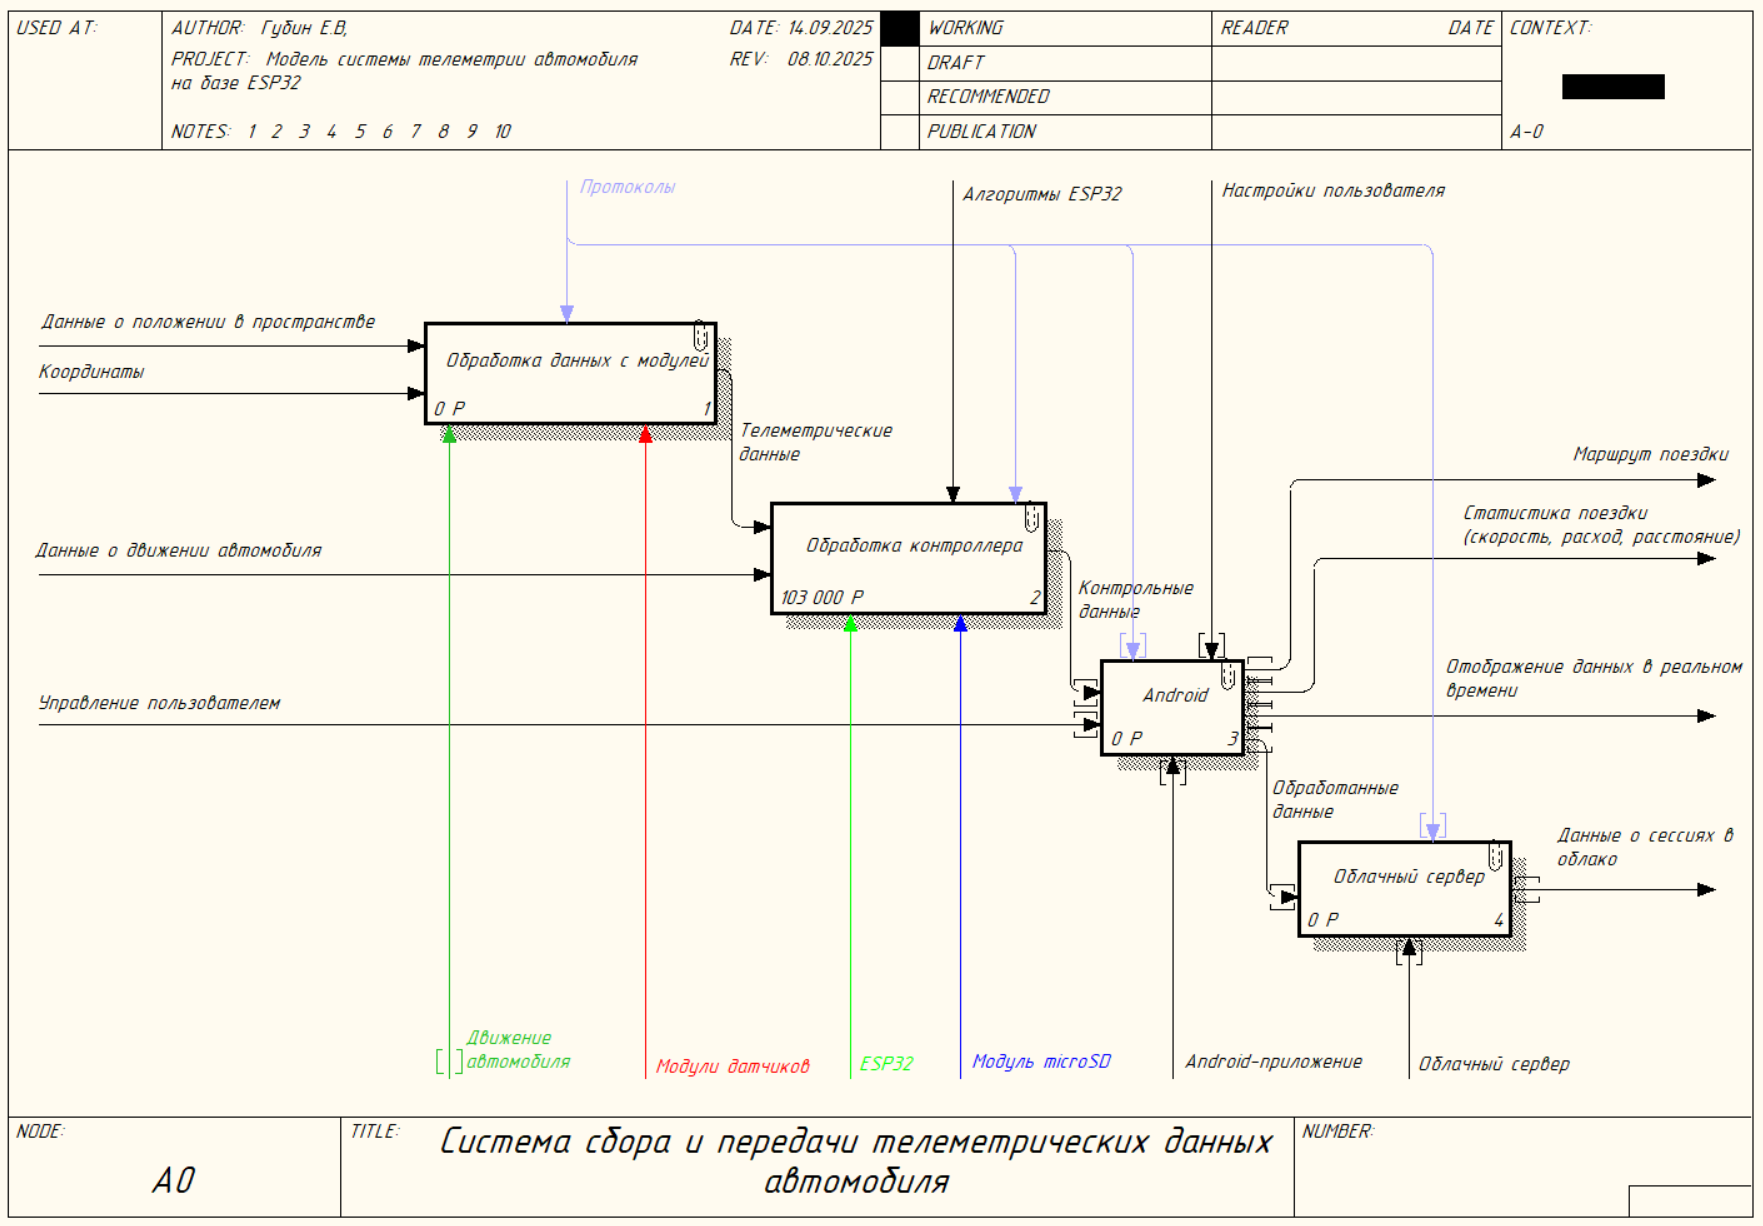 USED AT:
AUTHOR: Губин Е.В,
DATE: 14.09.2025
PROJECT: Модель системы телеметрии автомобиля
на базе ESP32
REV: 08.10.2025
NOTES: 1 2 3 4 5 6 7 8 9 10
WORKING
DRAFT
RECOMMENDED
PUBLICATION
READER
DATE
CONTEXT:
A-0
Протоколы
Алгоритмы ESP32
Настройки пользователя
Данные о положении в пространстве
Координаты
Обработка данных с модулей
0 Р
1
Телеметрические
данные
Данные о движении автомобиля
Обработка контроллера
103 000 Р
2
Контрольные
данные
Маршрут поездки
Статистика поездки
(скорость, расход, расстояние)
Отображение данных в реальном
времени
Управление пользователем
Android
0 Р
3
Обработанные
данные
Данные о сессиях в
облако
Облачный сервер
0 Р
4
Движение
автомобиля
Модули датчиков
ESP32
Модуль microSD
Android-приложение
Облачный сервер
NODE:
A0
TITLE:
Система сбора и передачи телеметрических данных
автомобиля
NUMBER: